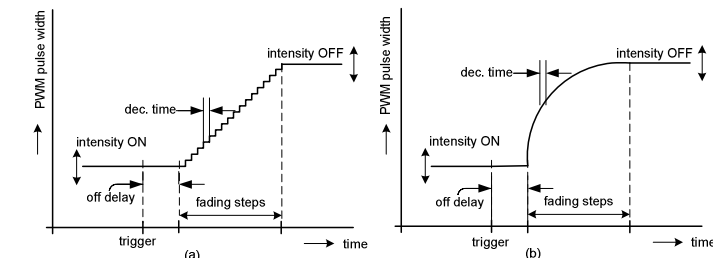 PWM pulse width
intensity OFF
dec. time
intensity ON
off delay
fading steps
trigger
time
(a)
PWM pulse width
intensity OFF
dec. time
intensity ON
off delay
fading steps
trigger
time
(b)